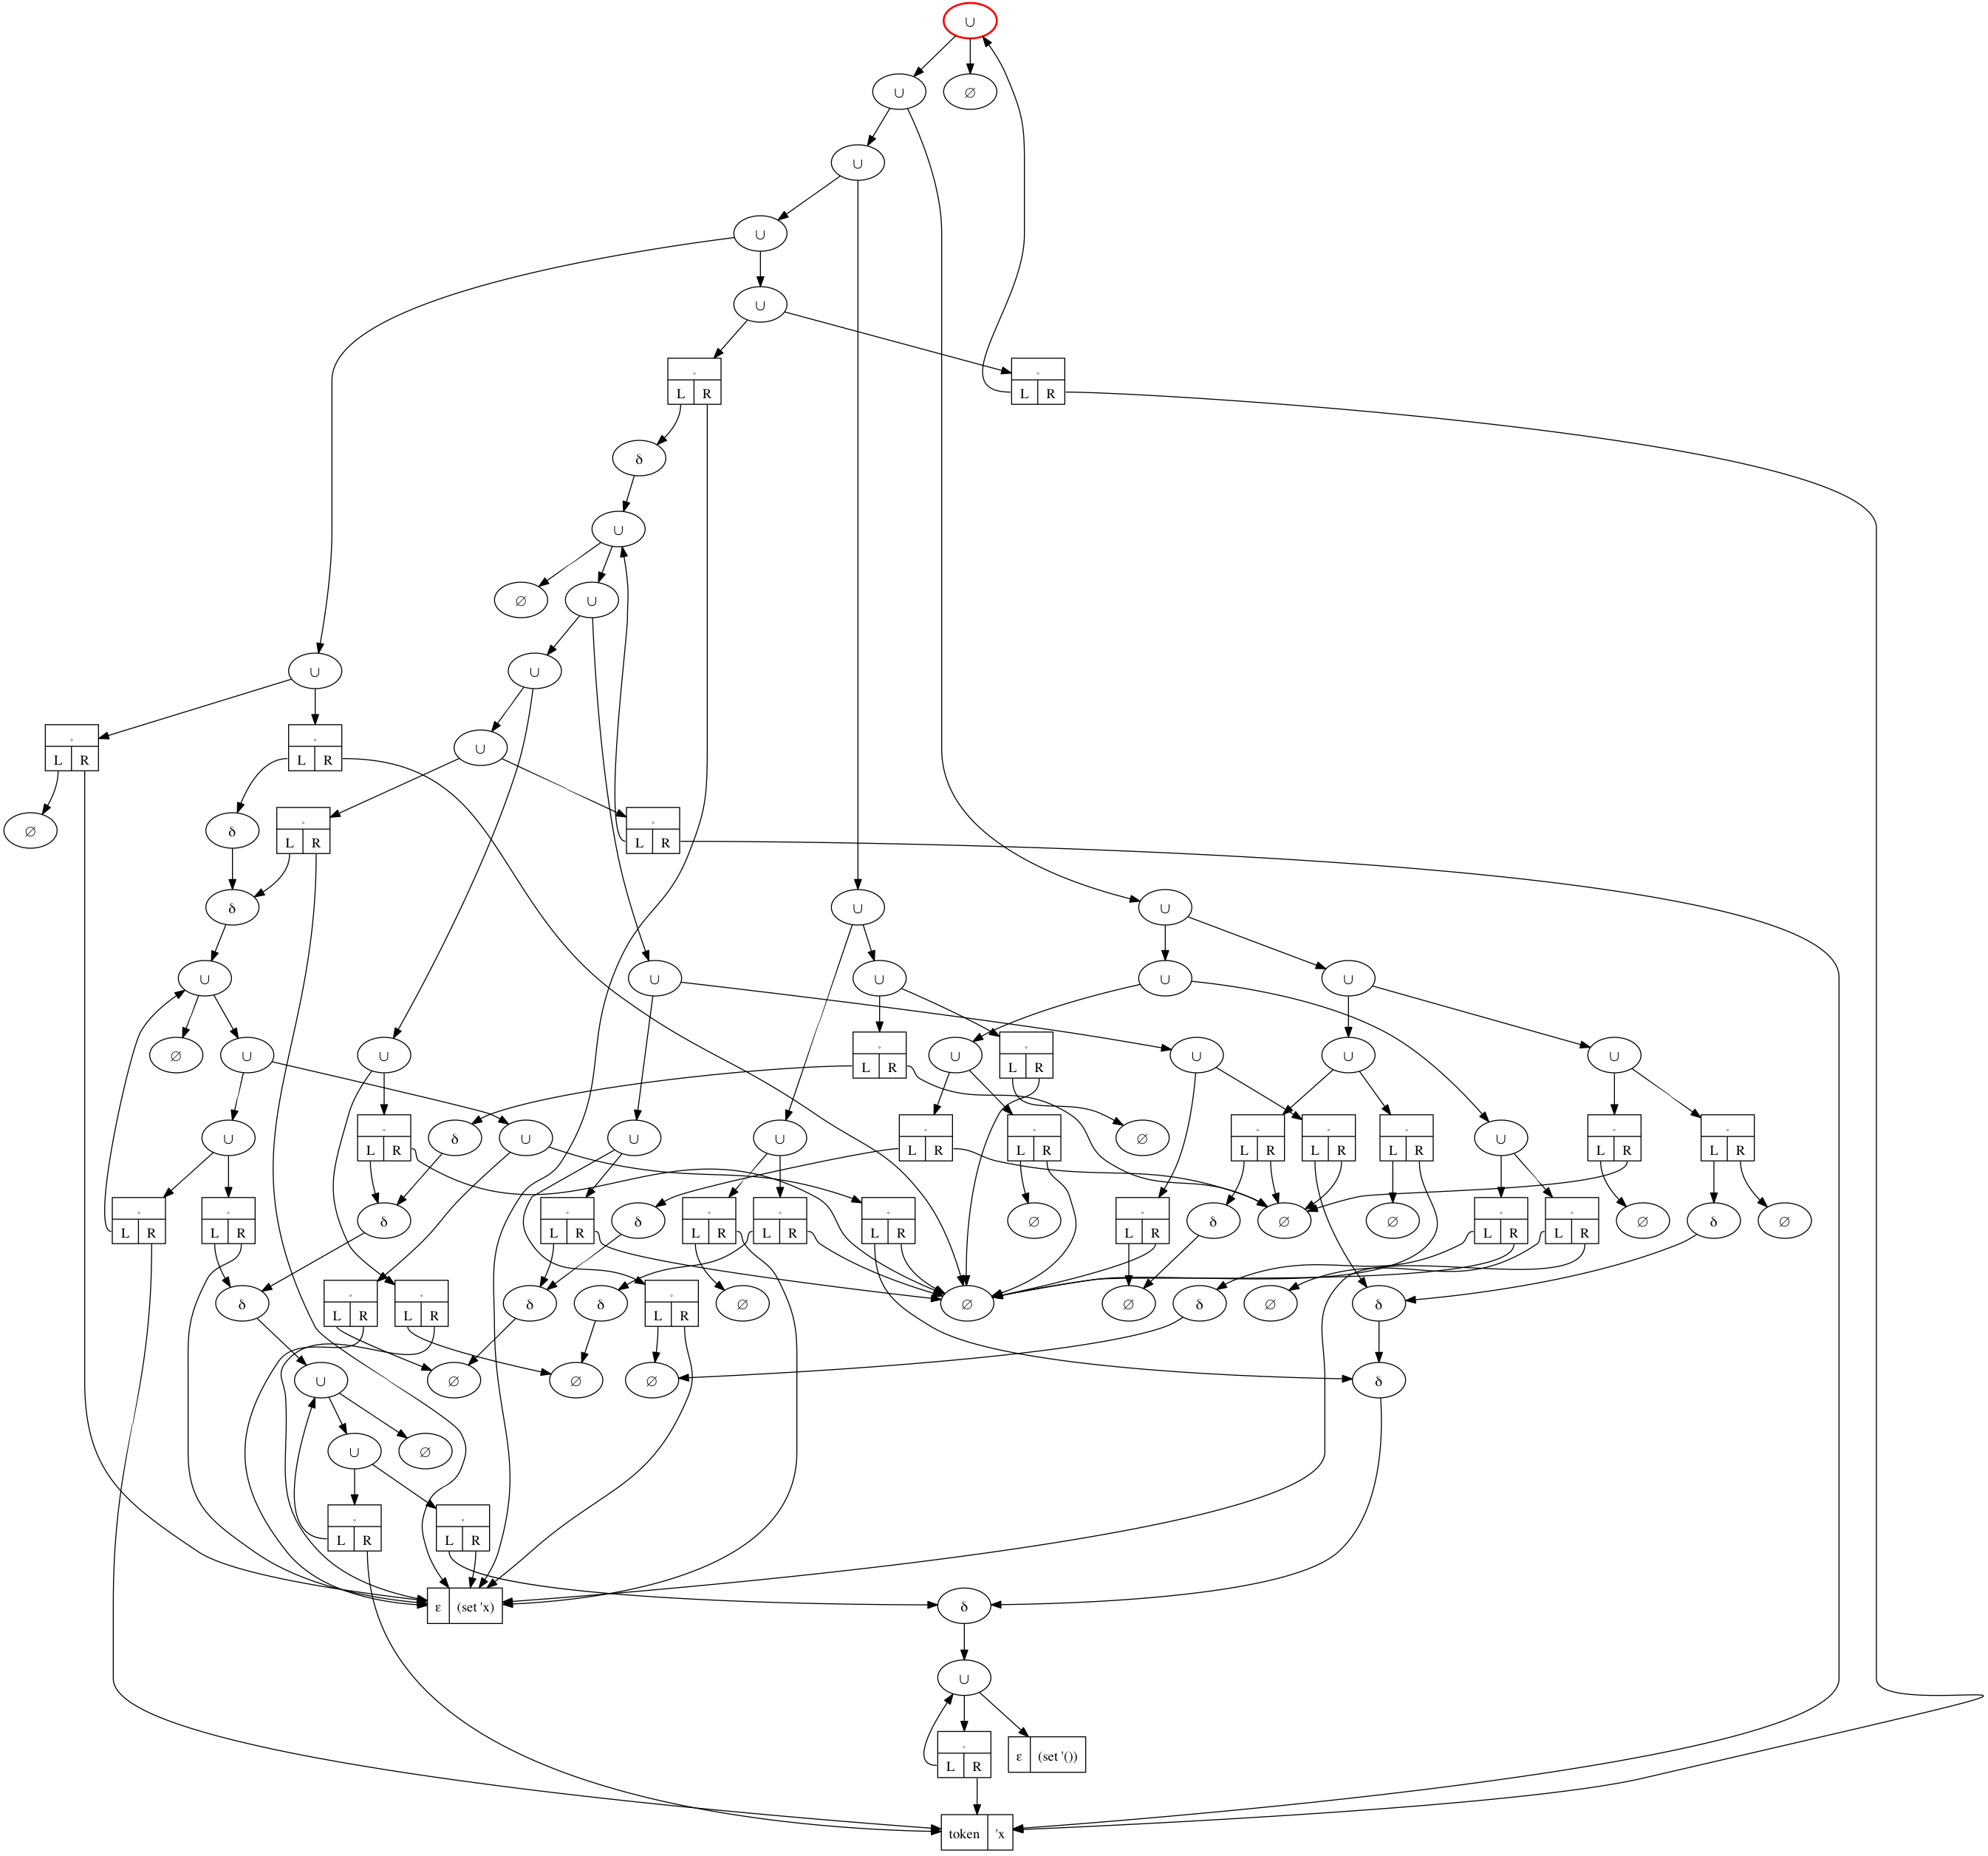 ∪
∪ ∅
∪
∪
∪
∘ ∘
L R L R
δ
∪
∅ ∪
∪ ∪
∘ ∘ ∪
L R L R
∘ ∘
∅ δ
L R L R
δ ∪ ∪
∪ ∪ ∪ ∪ ∪
∅ ∪ ∪ ∘ ∪ ∘ ∪ ∪ ∪
L R L R
∪ ∘ δ ∪ ∪ ∪ ∘ ∘ ∅ ∘ ∘ ∘ ∪ ∘ ∘
L R L R L R L R L R L R L R L R
∘ ∘ δ ∘ δ ∘ ∘ ∘ ∅ ∘ δ ∅ ∅ ∘ ∘ ∅ δ ∅
L R L R L R L R L R L R L R L R L R
δ ∘ ∘ δ δ ∘ ∅ ∅ ∅ δ ∅ δ
L R L R L R
∪ ∅ ∅ ∅ δ
∪ ∅
∘ ∘
L R L R
ε (set 'x) δ
∪
∘
ε (set '())
L R
token 'x